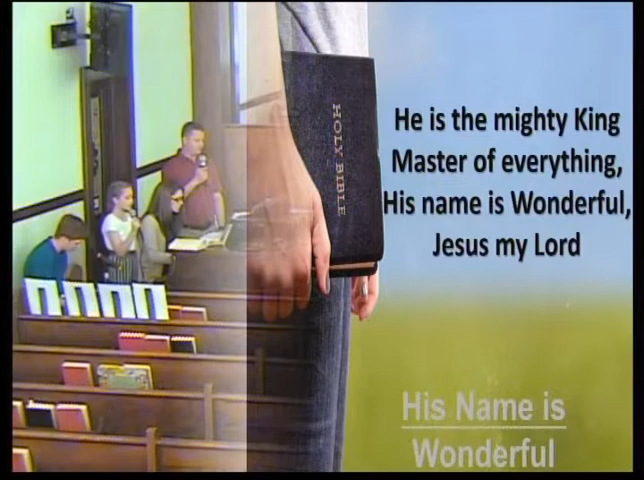 HOLY BIBLE
He is the mighty King
Master of everything,
His name is Wonderful,
Jesus my Lord
His Name is
Wonderful